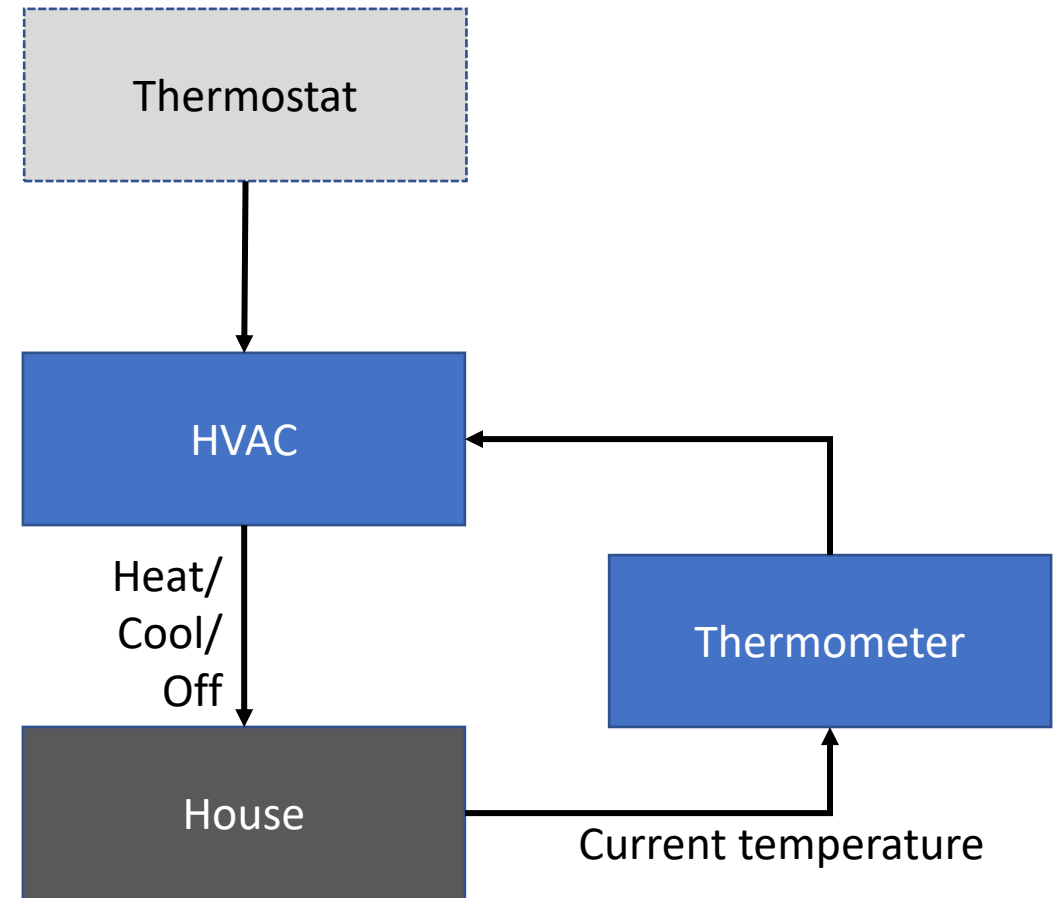 Thermostat
HVAC
Heat/
Cool/
Off
Thermometer
House
Current temperature